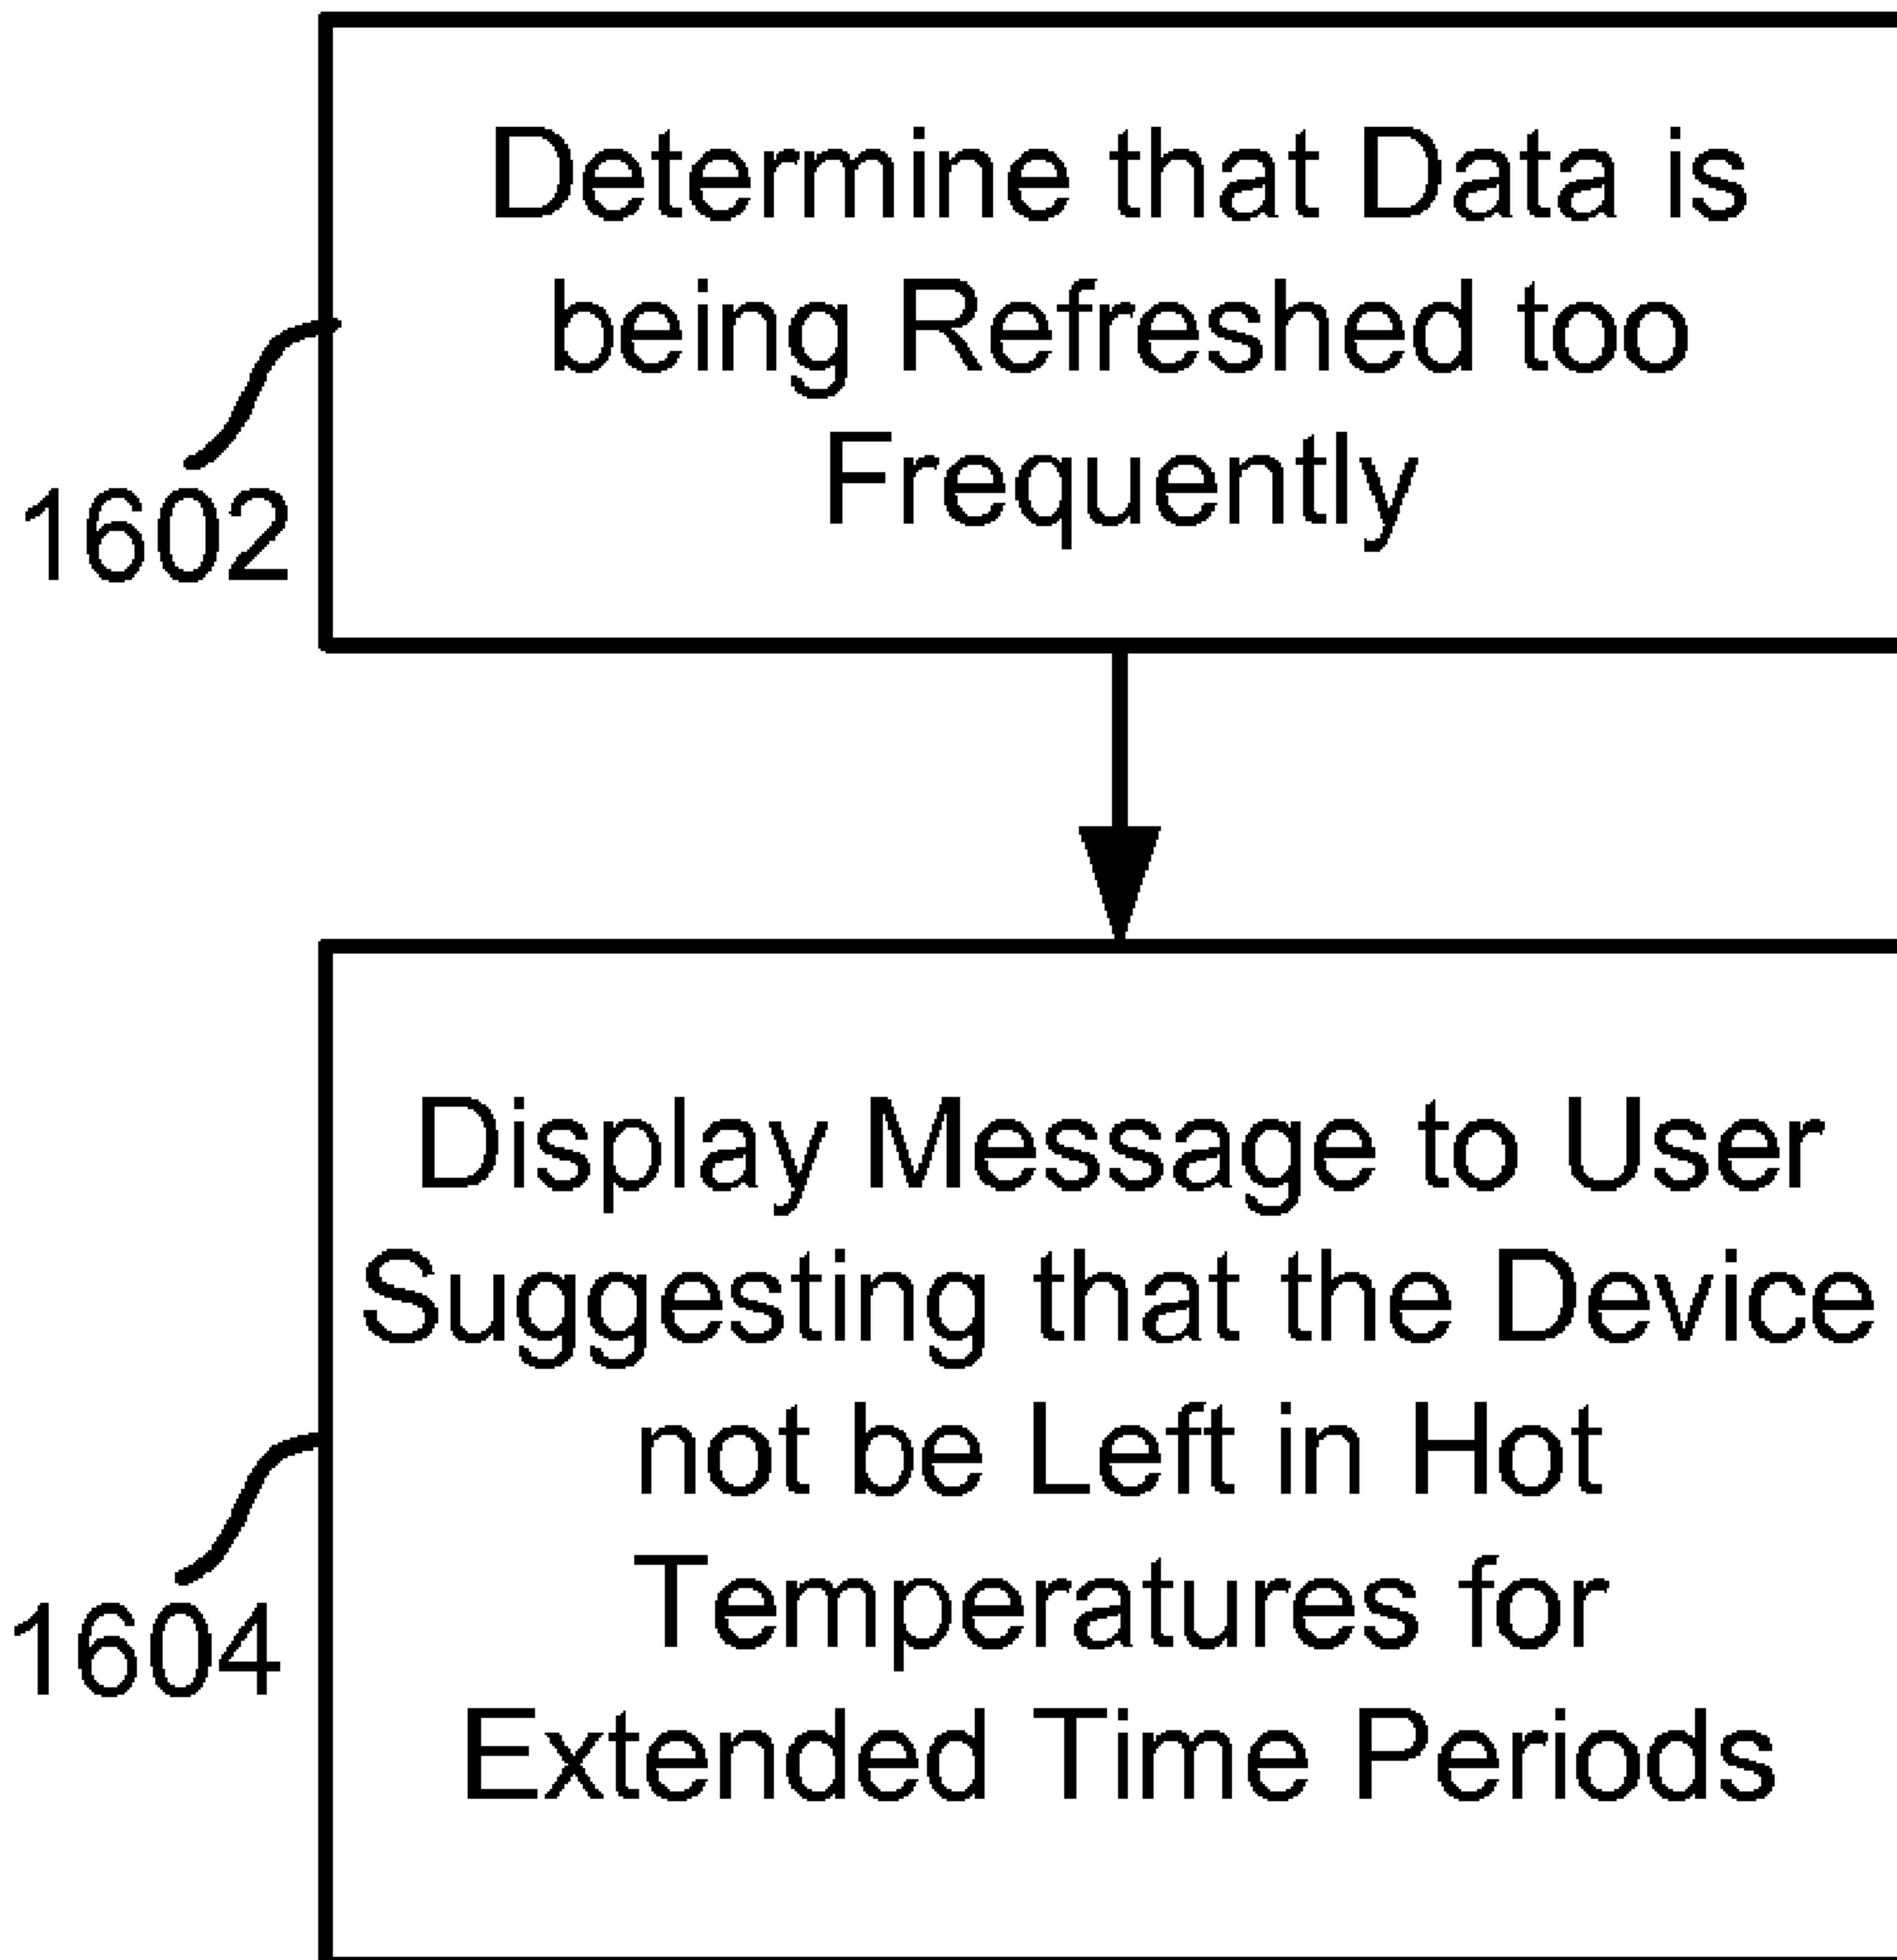 Determine that Data is
being Refreshed too
Frequently
1602
Display Message to User
Suggesting that the Device
not be Left in Hot
Temperatures for
Extended Time Periods
1604